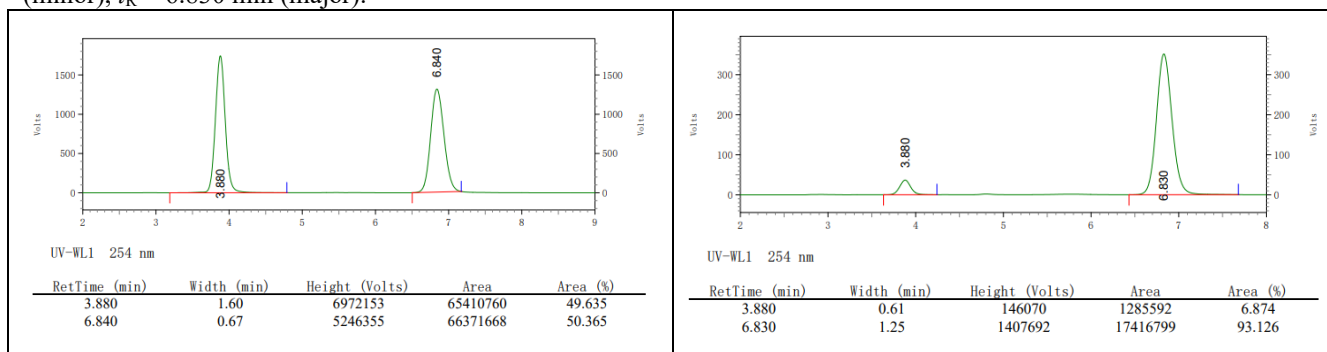 (minor), tR = 6.830 min (major).
1500
1000
500
0
Volts
3.880
6.840
1500
1000
500
0
Volts
2 3 4 5 6 7 8 9
UV-WL1 254 nm
RetTime (min) Width (min) Height (Volts) Area Area (%)
3.880 1.60 6972153 65410760 49.635
6.840 0.67 5246355 66371668 50.365
300
200
100
0
Volts
3.880
6.830
300
200
100
0
Volts
2 3 4 5 6 7 8
UV-WL1 254 nm
RetTime (min) Width (min) Height (Volts) Area Area (%)
3.880 0.61 146070 1285592 6.874
6.830 1.25 1407692 17416799 93.126